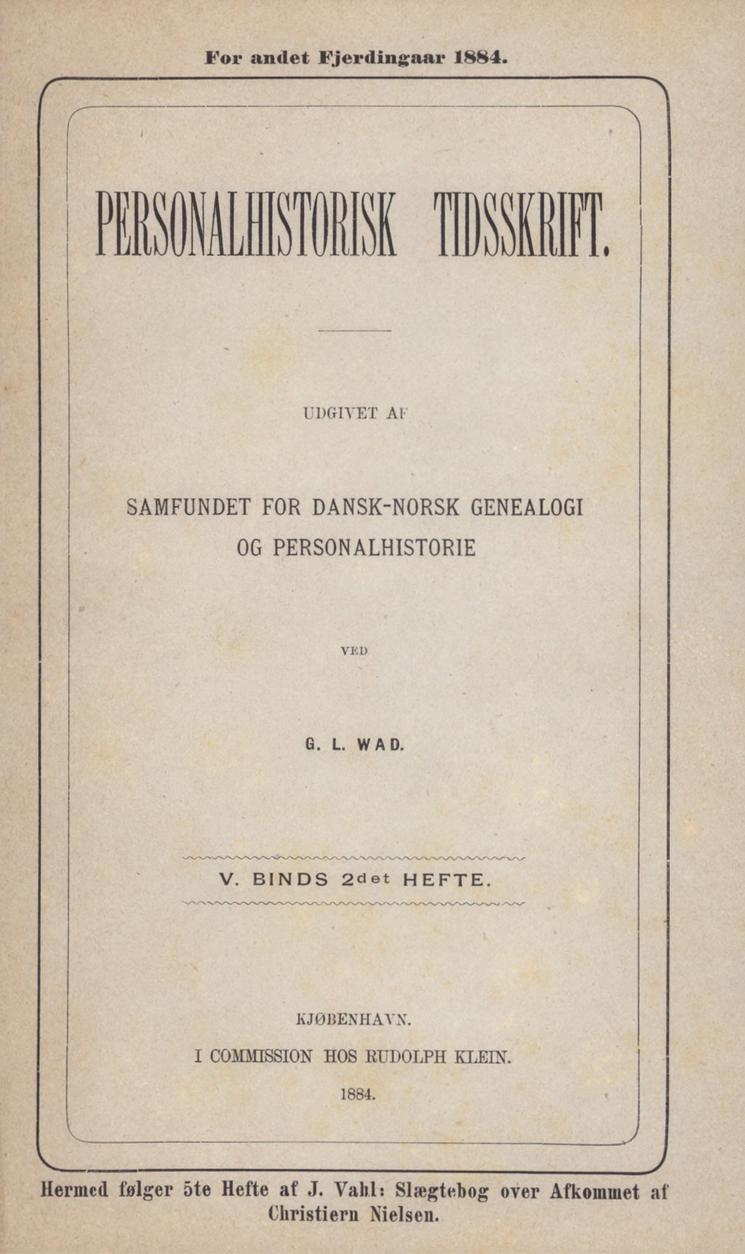 For andet Fjerdingaar 1884.
PERSONALHISTORISK TIDSSKRIFT.
UDGIVET AF
SAMFUNDET FOR DANSK-NORSK GENEALOGI
OG PERSONALHISTORIE
VED
G. L. WAD.
V. BINDS 2det HEFTE.
KJØBENHAVN.
I COMMISSION HOS RUDOLPH KLEIN.
1884.
Hermed følger 5te Hefte af J. Vahl: Slægtebog over Afkommet af
Christiern Nielsen.